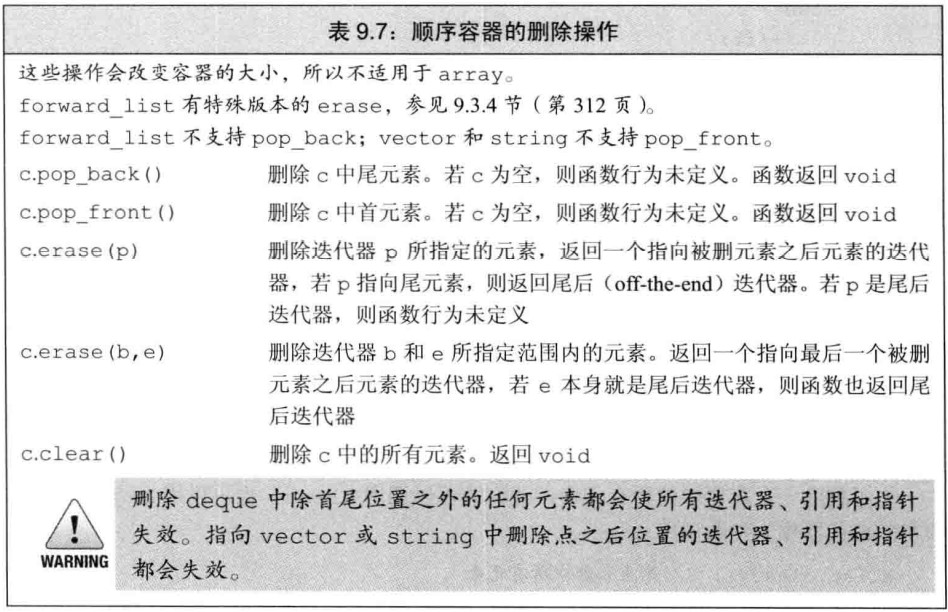 表 9.7：顺序容器的删除操作
这些操作会改变容器的大小，所以不适用于 array。
forward_list 有特殊版本的 erase，参见 9.3.4 节（第 312 页）。
forward_list 不支持 pop_back；vector 和 string 不支持 pop_front。
c.pop_back() 删除 c 中尾元素。若 c 为空，则函数行为未定义。函数返回 void
c.pop_front() 删除 c 中首元素。若 c 为空，则函数行为未定义。函数返回 void
c.erase(p) 删除迭代器 p 所指定的元素，返回一个指向被删元素之后元素的迭代
器，若 p 指向尾元素，则返回尾后（off-the-end）迭代器。若 p 是尾后
迭代器，则函数行为未定义
c.erase(b,e) 删除迭代器 b 和 e 所指定范围内的元素。返回一个指向最后一个被删
元素之后元素的迭代器，若 e 本身就是尾后迭代器，则函数也返回尾
后迭代器
c.clear() 删除 c 中的所有元素。返回 void
删除 deque 中除首尾位置之外的任何元素都会使所有迭代器、引用和指针
失效。指向 vector 或 string 中删除点之后位置的迭代器、引用和指针
都会失效。
WARNING